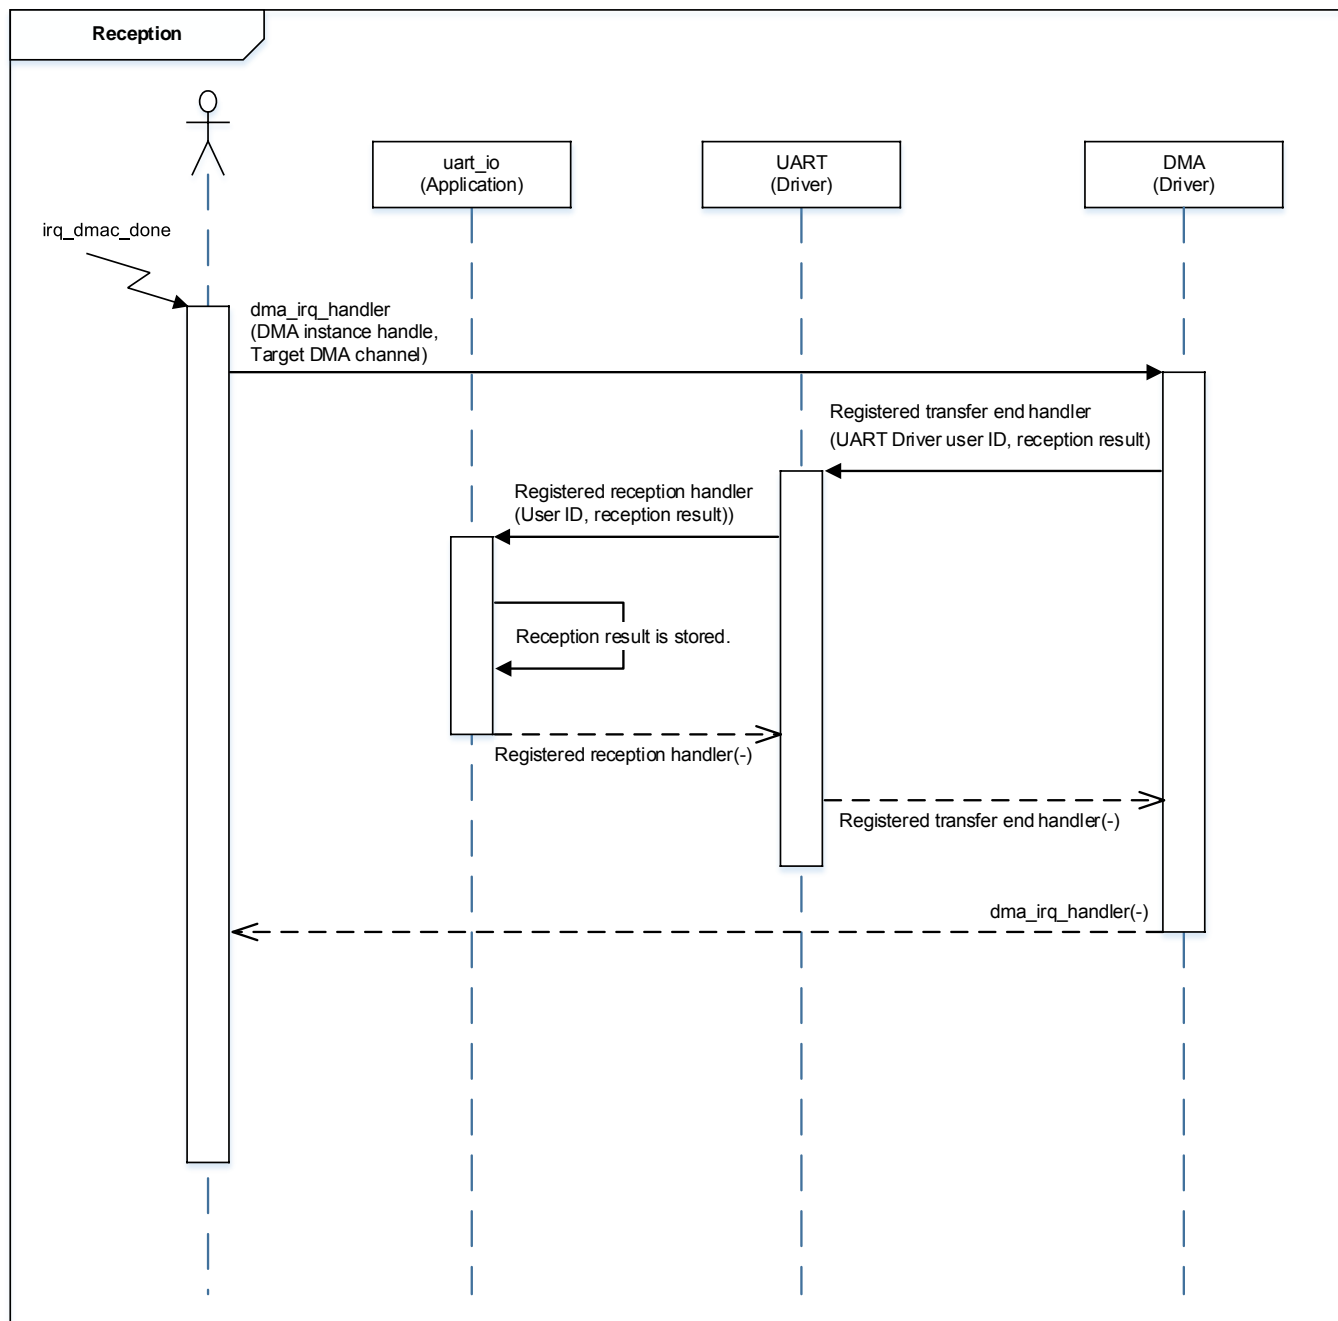 Reception
uart_io
(Application)
UART
(Driver)
DMA
(Driver)
irq_dmac_done
dma_irq_handler
(DMA instance handle,
Target DMA channel)
Registered transfer end handler
(UART Driver user ID, reception result)
Registered reception handler
(User ID, reception result))
Reception result is stored.
Registered reception handler(-)
Registered transfer end handler(-)
dma_irq_handler(-)